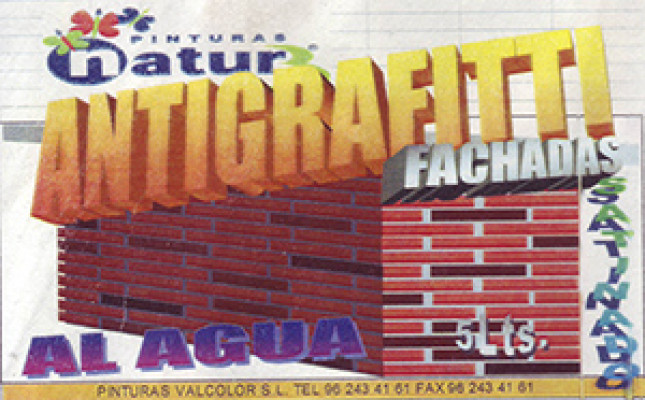 PINTURAS
natur
ANTIGRAFITTI
FACHADAS
SATINADO
AL AGUA
5Lts.
PINTURAS VALCOLOR S.L. TEL 96 243 41 61 FAX 96 243 41 61